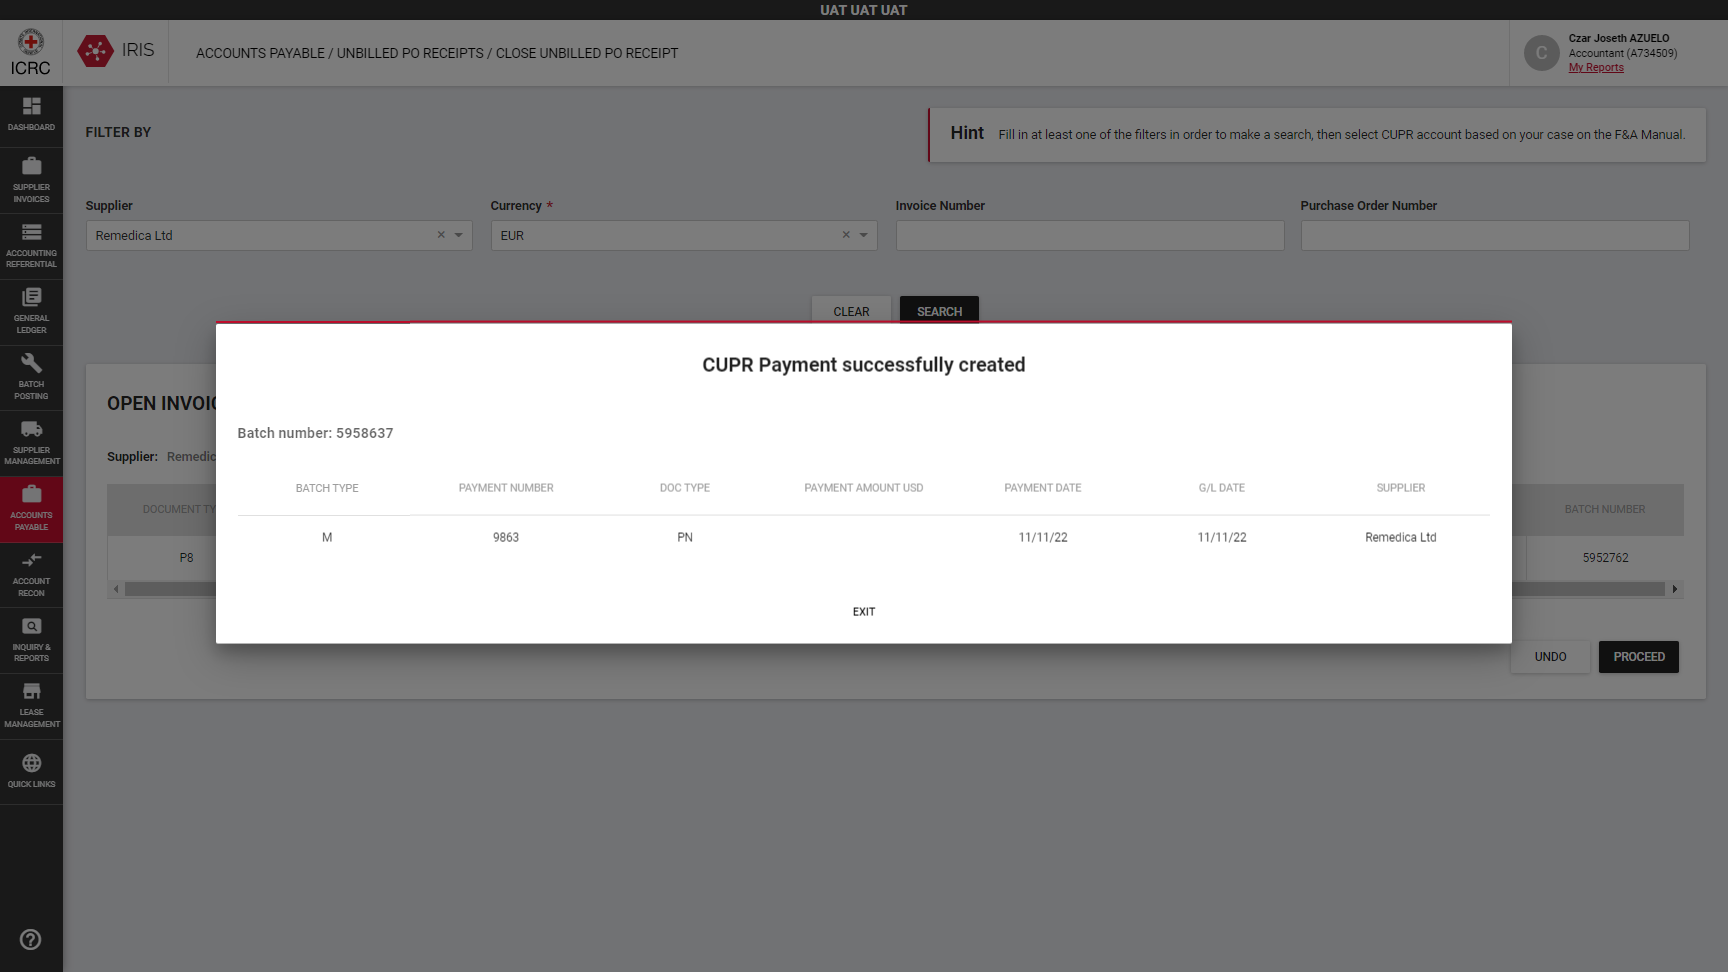 UAT UAT UAT
ICRC
IRIS
ACCOUNTS PAYABLE / UNBILLED PO RECEIPTS / CLOSE UNBILLED PO RECEIPT
C
Czar Joseth AZUELO
Accountant (A734509)
My Reports
DASHBOARD
SUPPLIER
INVOICES
ACCOUNTING
REFERENTIAL
GENERAL
LEDGER
BATCH
POSTING
SUPPLIER
MANAGEMENT
ACCOUNTS
PAYABLE
ACCOUNT
RECON
INQUIRY &
REPORTS
LEASE
MANAGEMENT
QUICK LINKS
FILTER BY
Hint Fill in at least one of the filters in order to make a search, then select CUPR account based on your case on the F&A Manual.
Supplier Currency * Invoice Number Purchase Order Number
Remedica Ltd EUR
CLEAR SEARCH
OPEN INVOIC
Supplier: Remedic
DOCUMENT TY BATCH NUMBER
P8 5952762
UNDO PROCEED
CUPR Payment successfully created
Batch number: 5958637
BATCH TYPE PAYMENT NUMBER DOC TYPE PAYMENT AMOUNT USD PAYMENT DATE G/L DATE SUPPLIER
M 9863 PN 11/11/22 11/11/22 Remedica Ltd
EXIT